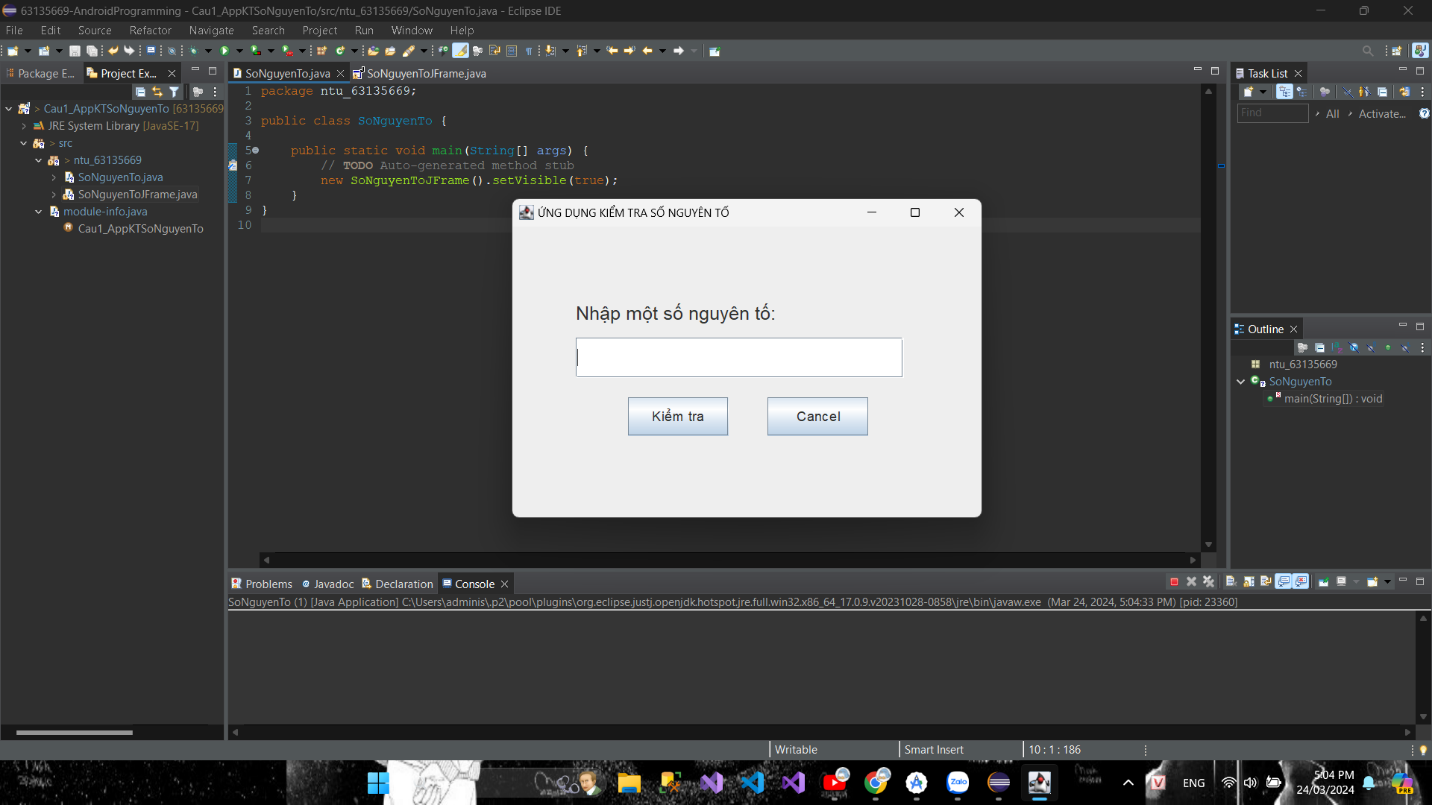 63135669-AndroidProgramming - Cau1_AppKTSoNguyenTo/src/ntu_63135669/SoNguyenTo.java - Eclipse IDE
File Edit Source Refactor Navigate Search Project Run Window Help
Package E...
Project Ex...
> Cau1_AppKTSoNguyenTo [63135669
JRE System Library [JavaSE-17]
> src
> ntu_63135669
SoNguyenTo.java
SoNguyenToJFrame.java
module-info.java
Cau1_AppKTSoNguyenTo
SoNguyenTo.java
SoNguyenToJFrame.java
1 package ntu_63135669;
2
3 public class SoNguyenTo {
4
5 public static void main(String[] args) {
6 // TODO Auto-generated method stub
7 new SoNguyenToJFrame().setVisible(true);
8 }
9 }
10
ỨNG DỤNG KIỂM TRA SỐ NGUYÊN TỐ
Nhập một số nguyên tố:
Kiểm tra
Cancel
Task List
Find
All
Activate...
Outline
ntu_63135669
SoNguyenTo
main(String[]) : void
Problems
Javadoc
Declaration
Console
SoNguyenTo (1) [Java Application] C:\Users\adminis\.p2\pool\plugins\org.eclipse.justj.openjdk.hotspot.jre.full.win32.x86_64_17.0.9.v20231028-0858\jre\bin\javaw.exe (Mar 24, 2024, 5:04:33 PM) [pid: 23360]
Writable
Smart Insert
10 : 1 : 186
Zalo
V
ENG
5:04 PM
24/03/2024
PRE